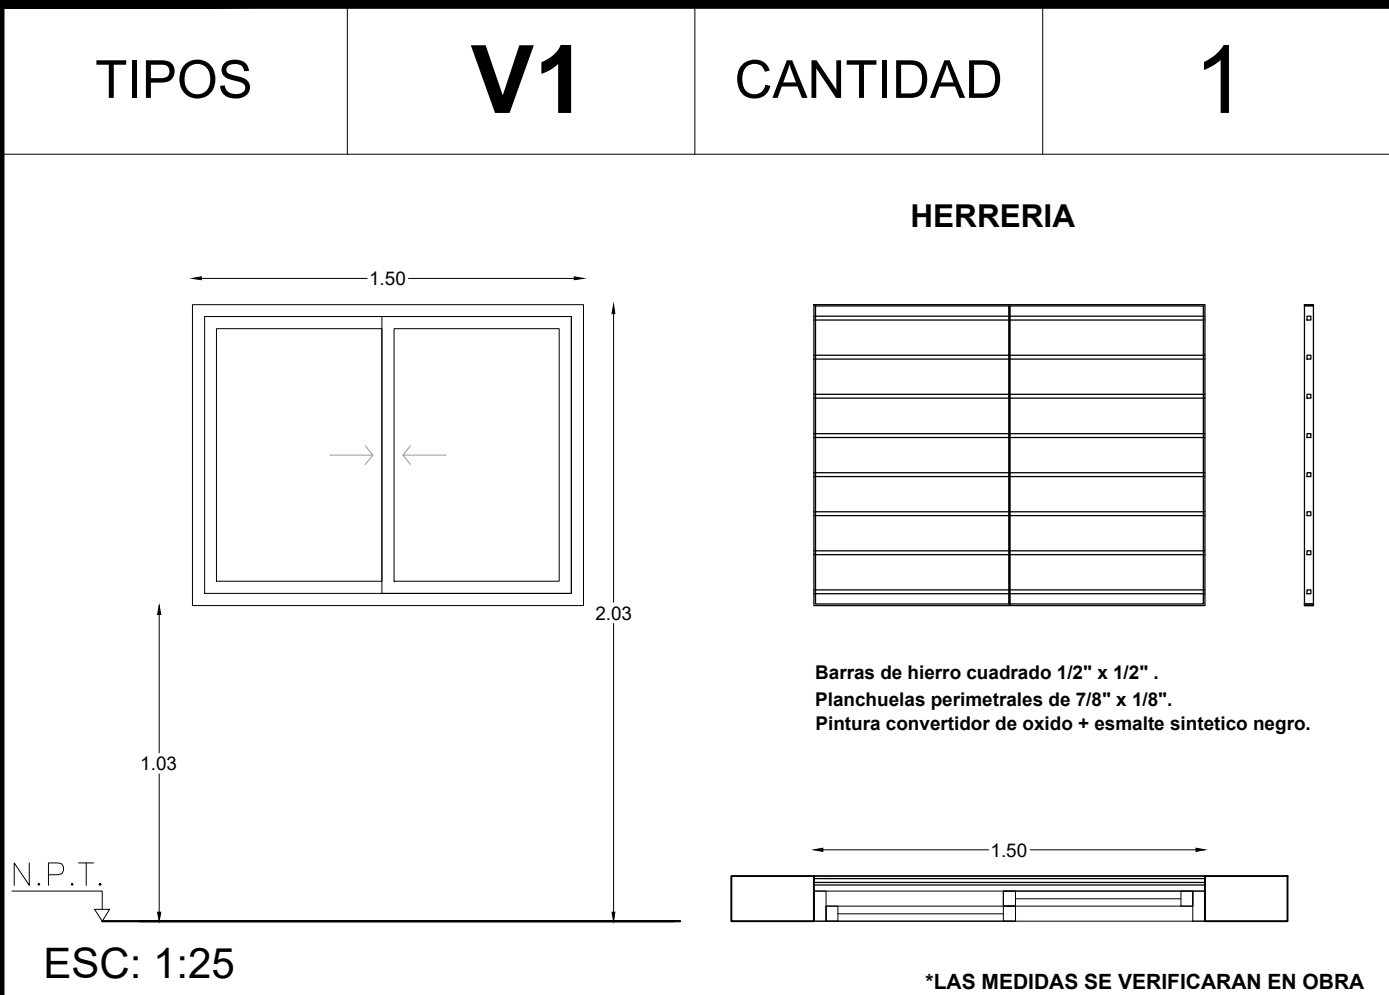 TIPOS V1 CANTIDAD 1
HERRERIA
1.50
2.03
1.03
Barras de hierro cuadrado 1/2" x 1/2" .
Planchuelas perimetrales de 7/8" x 1/8".
Pintura convertidor de oxido + esmalte sintetico negro.
1.50
N.P.T.
ESC: 1:25
*LAS MEDIDAS SE VERIFICARAN EN OBRA